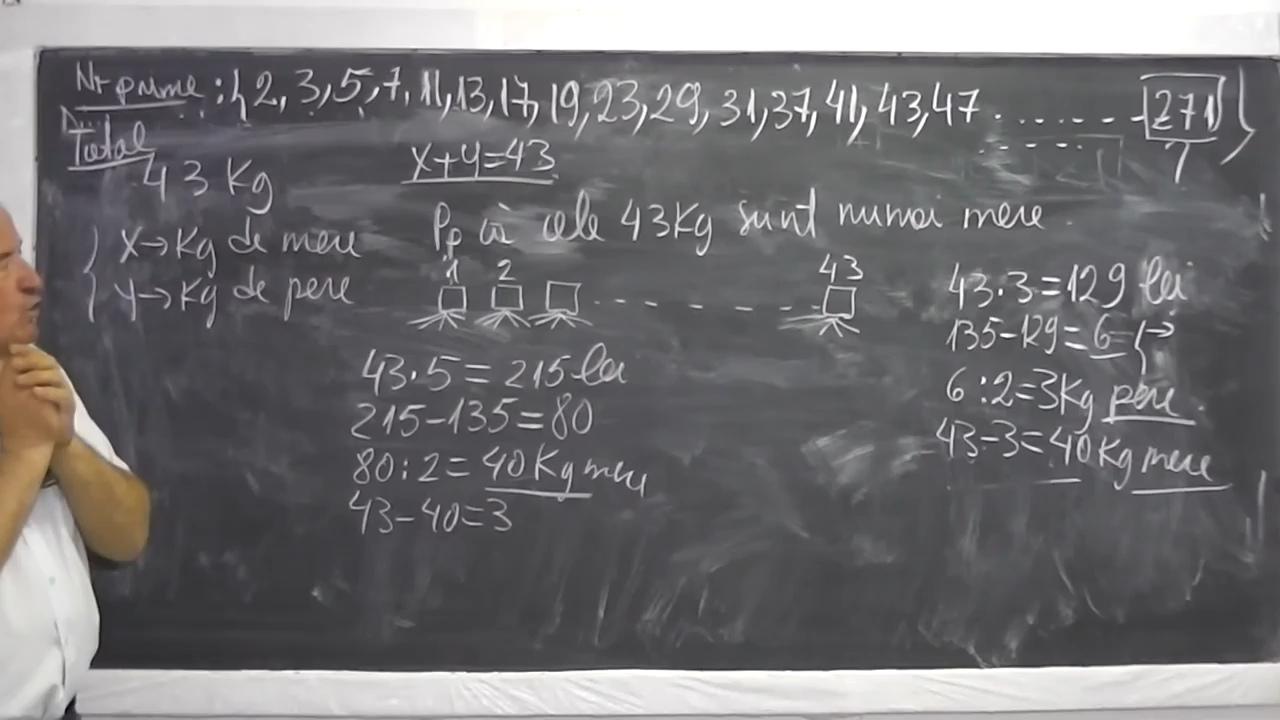 Nr prime : { 2, 3, 5, 7, 11, 13, 17, 19, 23, 29, 31, 37, 41, 43, 47 ........ 271 }
?
Total
43 Kg
x → Kg de mere
y → Kg de pere
x+y=43
Pp că cele 43Kg sunt numai mere.
1 2 ------ 43
43·5=215 lei
215-135=80
80:2=40Kg mere
43-40=3
43·3=129 lei
135-129=6 →
6:2=3Kg pere
43-3=40Kg mere